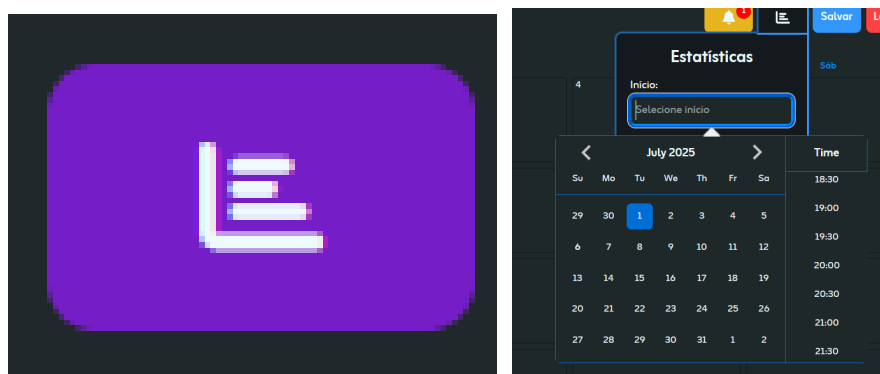 1
Salvar
Estatísticas
Sáb
4
Início:
Selecione início
July 2025
Time
Su Mo Tu We Th Fr Sa
18:30
29 30 1 2 3 4 5
19:00
6 7 8 9 10 11 12
19:30
20:00
13 14 15 16 17 18 19
20:30
20 21 22 23 24 25 26
21:00
27 28 29 30 31 1 2
21:30